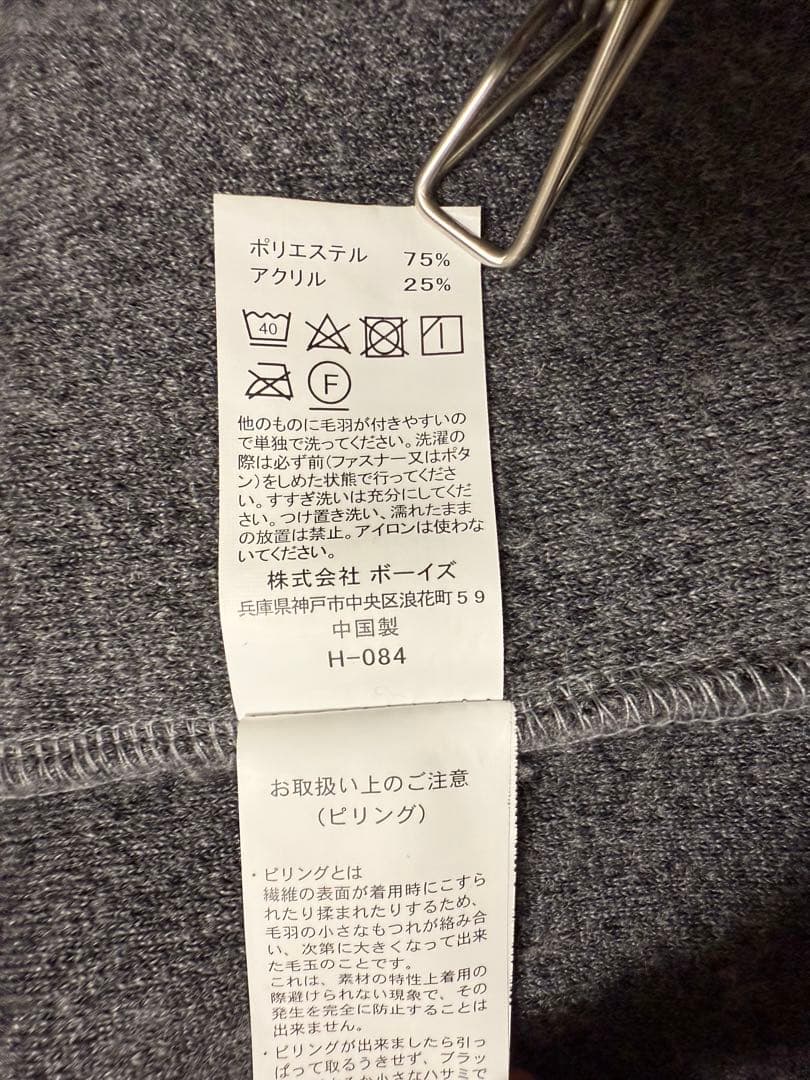 ポリエステル 75%
アクリル 25%
40
F
他のものに毛羽が付きやすいの
で単独で洗ってください。洗濯の
際は必ず前(ファスナー又はボタ
ン)をしめた状態で行ってくださ
い。すすぎ洗いは充分にしてくだ
さい。つけ置き洗い、濡れたまま
の放置は禁止。アイロンは使わな
いでください。
株式会社 ボーイズ
兵庫県神戸市中央区浪花町59
中国製
H-084
お取扱い上のご注意
(ピリング)
・ピリングとは
繊維の表面が着用時にこすら
れたり揉まれたりするため、
毛羽の小さなもつれが絡み合
い、次第に大きくなって出来
た毛玉のことです。
これは、素材の特性上着用の
際避けられない現象で、その
発生を完全に防止することは
出来ません。
・ピリングが出来ましたら引っ
ぱって取るうきせず、ブラッ
小さなハサミで